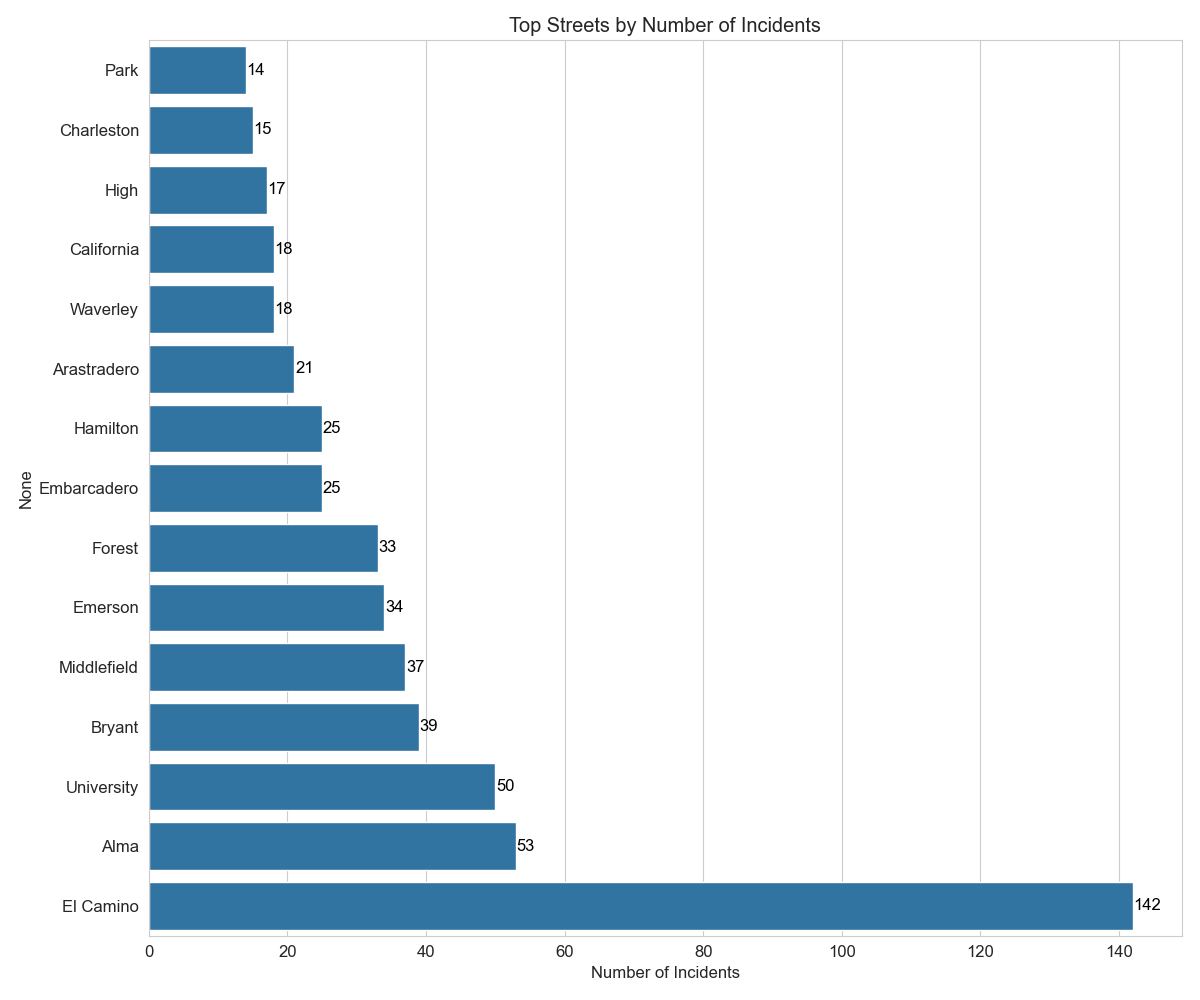 Top Streets by Number of Incidents
Park 14
Charleston 15
High 17
California 18
Waverley 18
Arastradero 21
Hamilton 25
None
Embarcadero 25
Forest 33
Emerson 34
Middlefield 37
Bryant 39
University 50
Alma 53
El Camino 142
0 20 40 60 80 100 120 140
Number of Incidents